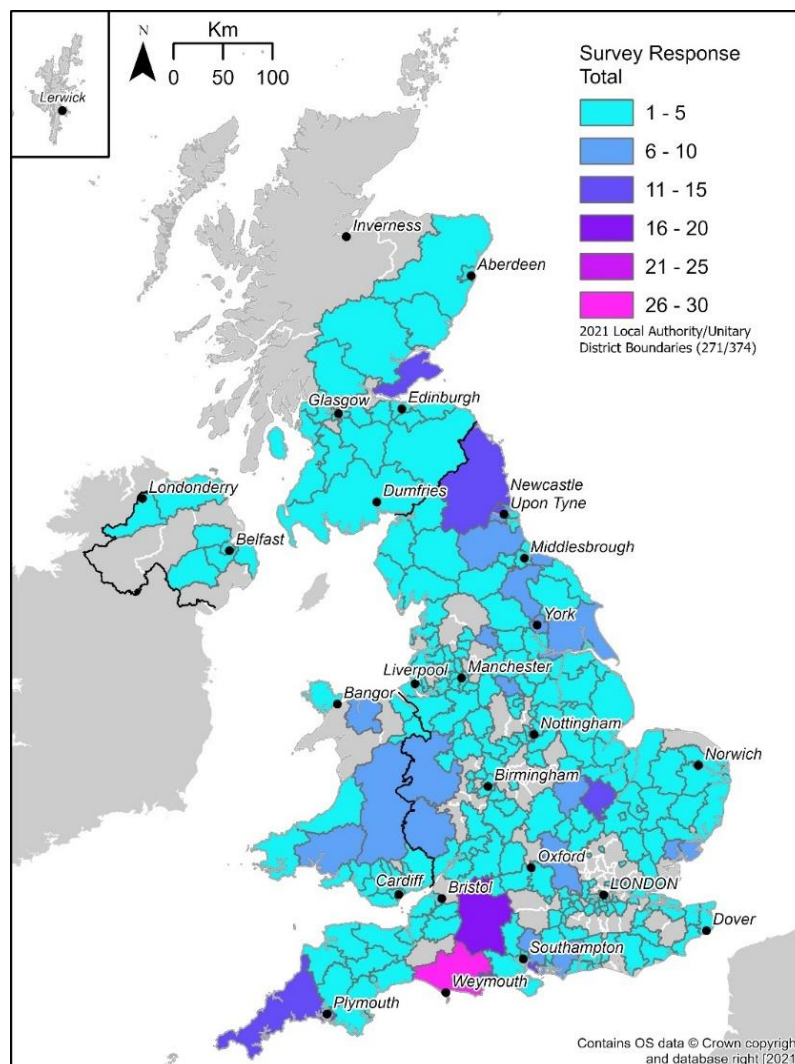 Lerwick
N
Km
0 50 100
Survey Response
Total
1 - 5
6 - 10
11 - 15
16 - 20
21 - 25
26 - 30
2021 Local Authority/Unitary
District Boundaries (271/374)
Inverness
Aberdeen
Glasgow
Edinburgh
Londonderry
Belfast
Dumfries
Newcastle
Upon Tyne
Middlesbrough
York
Liverpool
Manchester
Bangor
Nottingham
Norwich
Birmingham
Oxford
Cardiff
Bristol
LONDON
Dover
Southampton
Weymouth
Plymouth
Contains OS data © Crown copyrigh
and database right [2021